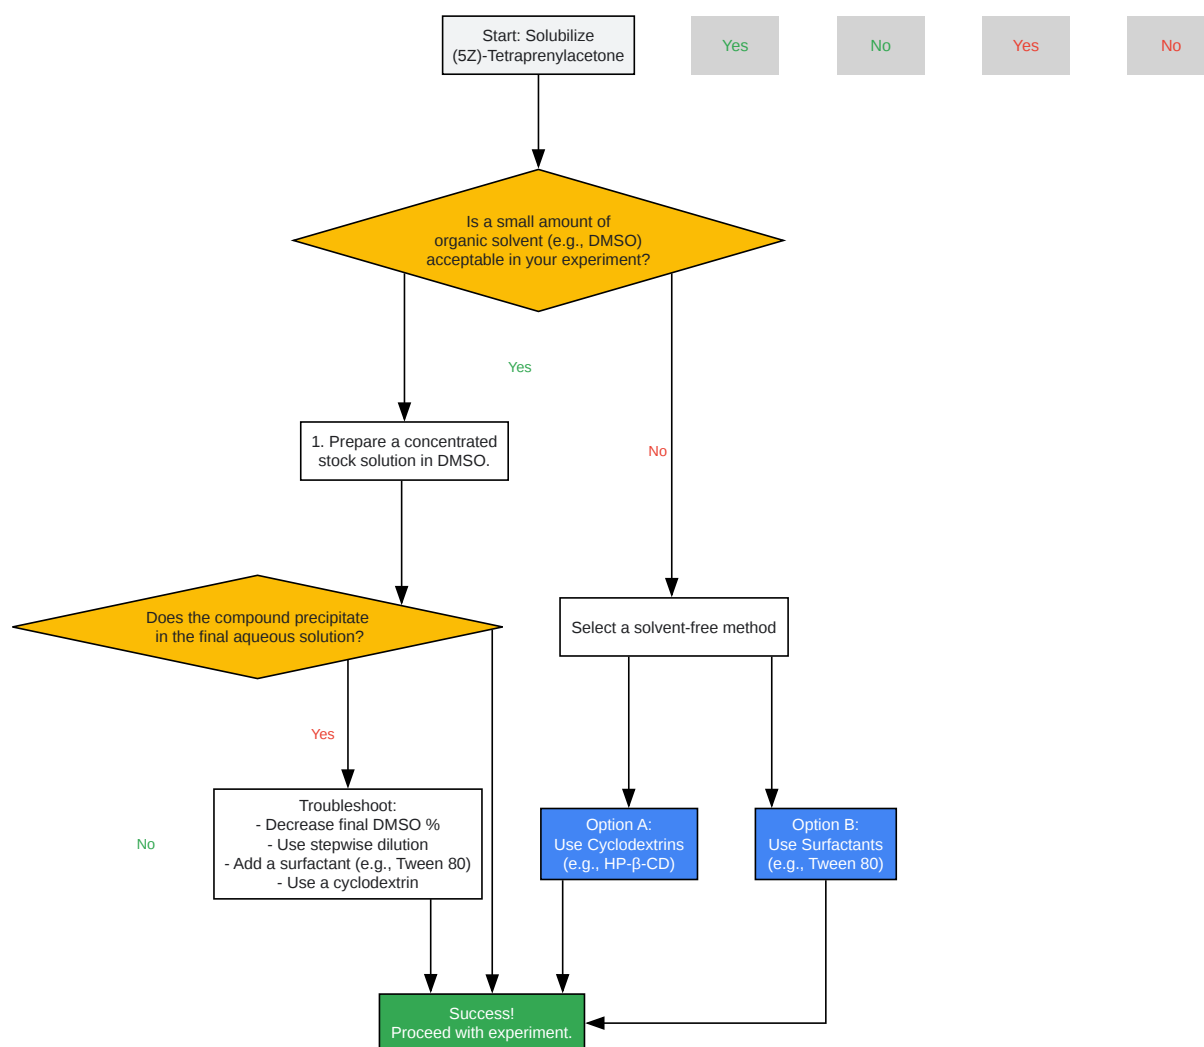 Start: Solubilize
(5Z)-Tetraprenylacetone
Yes
No
Yes
No
Is a small amount of
organic solvent (e.g., DMSO)
acceptable in your experiment?
Yes
1. Prepare a concentrated
stock solution in DMSO.
No
Does the compound precipitate
in the final aqueous solution?
Select a solvent-free method
Yes
Troubleshoot:
- Decrease final DMSO %
- Use stepwise dilution
- Add a surfactant (e.g., Tween 80)
- Use a cyclodextrin
No
Option A:
Use Cyclodextrins
(e.g., HP-β-CD)
Option B:
Use Surfactants
(e.g., Tween 80)
Success!
Proceed with experiment.